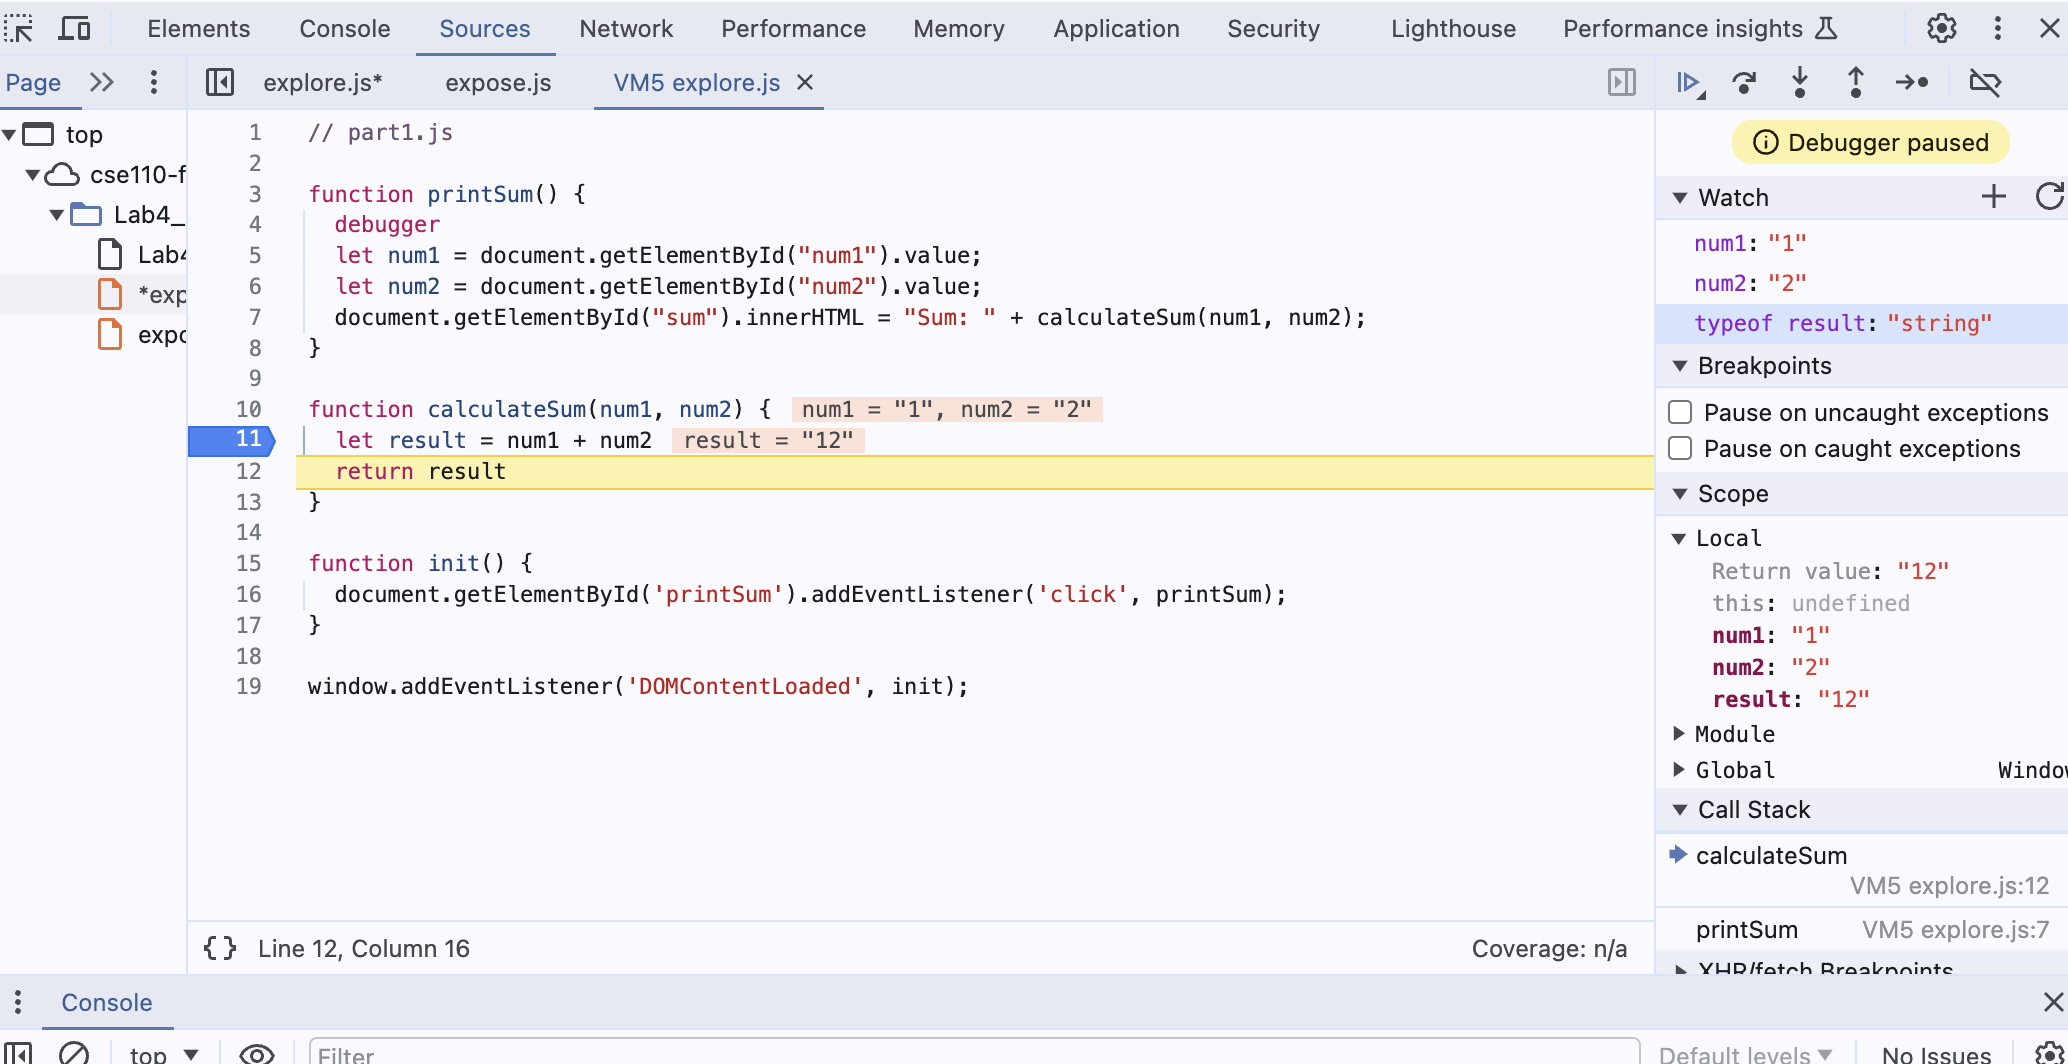 Elements Console Sources Network Performance Memory Application Security Lighthouse Performance insights
Page explore.js* expose.js VM5 explore.js
top
cse110-f
Lab4_
Lab4
*exp
expo
1 // part1.js
2
3 function printSum() {
4 debugger
5 let num1 = document.getElementById("num1").value;
6 let num2 = document.getElementById("num2").value;
7 document.getElementById("sum").innerHTML = "Sum: " + calculateSum(num1, num2);
8 }
9
10 function calculateSum(num1, num2) { num1 = "1", num2 = "2"
11 let result = num1 + num2 result = "12"
12 return result
13 }
14
15 function init() {
16 document.getElementById('printSum').addEventListener('click', printSum);
17 }
18
19 window.addEventListener('DOMContentLoaded', init);
{ } Line 12, Column 16 Coverage: n/a
Debugger paused
Watch
num1: "1"
num2: "2"
typeof result: "string"
Breakpoints
Pause on uncaught exceptions
Pause on caught exceptions
Scope
Local
Return value: "12"
this: undefined
num1: "1"
num2: "2"
result: "12"
Module
Global Window
Call Stack
calculateSum
VM5 explore.js:12
printSum VM5 explore.js:7
XHR/fetch Breakpoints
Console
top Filter Default levels No Issues